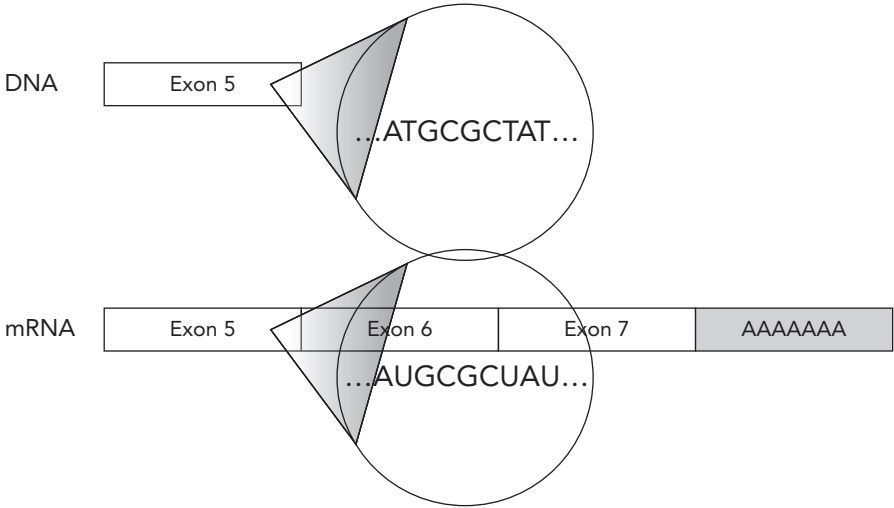 DNA
Exon 5
...ATGCGCTAT...
mRNA
Exon 5
Exon 6
Exon 7
AAAAAAA
...AUGCGCUAU...